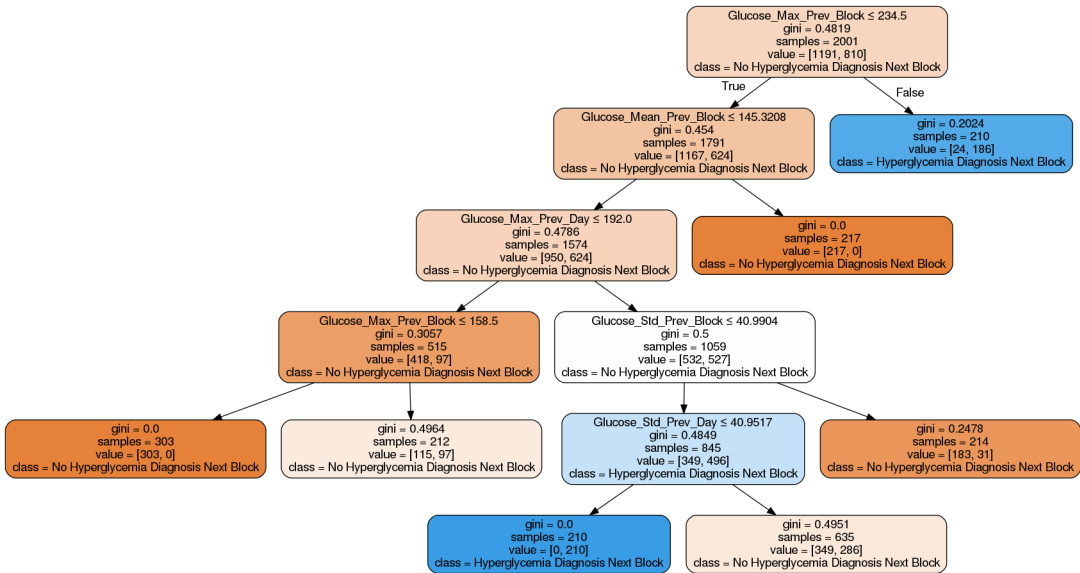 Glucose_Max_Prev_Block ≤ 234.5
gini = 0.4819
samples = 2001
value = [1191, 810]
class = No Hyperglycemia Diagnosis Next Block
True
False
Glucose_Mean_Prev_Block ≤ 145.3208
gini = 0.454
samples = 1791
value = [1167, 624]
class = No Hyperglycemia Diagnosis Next Block
gini = 0.2024
samples = 210
value = [24, 186]
class = Hyperglycemia Diagnosis Next Block
Glucose_Max_Prev_Day ≤ 192.0
gini = 0.4786
samples = 1574
value = [950, 624]
class = No Hyperglycemia Diagnosis Next Block
gini = 0.0
samples = 217
value = [217, 0]
class = No Hyperglycemia Diagnosis Next Block
Glucose_Max_Prev_Block ≤ 158.5
gini = 0.3057
samples = 515
value = [418, 97]
class = No Hyperglycemia Diagnosis Next Block
Glucose_Std_Prev_Block ≤ 40.9904
gini = 0.5
samples = 1059
value = [532, 527]
class = No Hyperglycemia Diagnosis Next Block
gini = 0.0
samples = 303
value = [303, 0]
class = No Hyperglycemia Diagnosis Next Block
gini = 0.4964
samples = 212
value = [115, 97]
class = No Hyperglycemia Diagnosis Next Block
Glucose_Std_Prev_Day ≤ 40.9517
gini = 0.4849
samples = 845
value = [349, 496]
class = Hyperglycemia Diagnosis Next Block
gini = 0.2478
samples = 214
value = [183, 31]
class = No Hyperglycemia Diagnosis Next Block
gini = 0.0
samples = 210
value = [0, 210]
class = Hyperglycemia Diagnosis Next Block
gini = 0.4951
samples = 635
value = [349, 286]
class = No Hyperglycemia Diagnosis Next Block